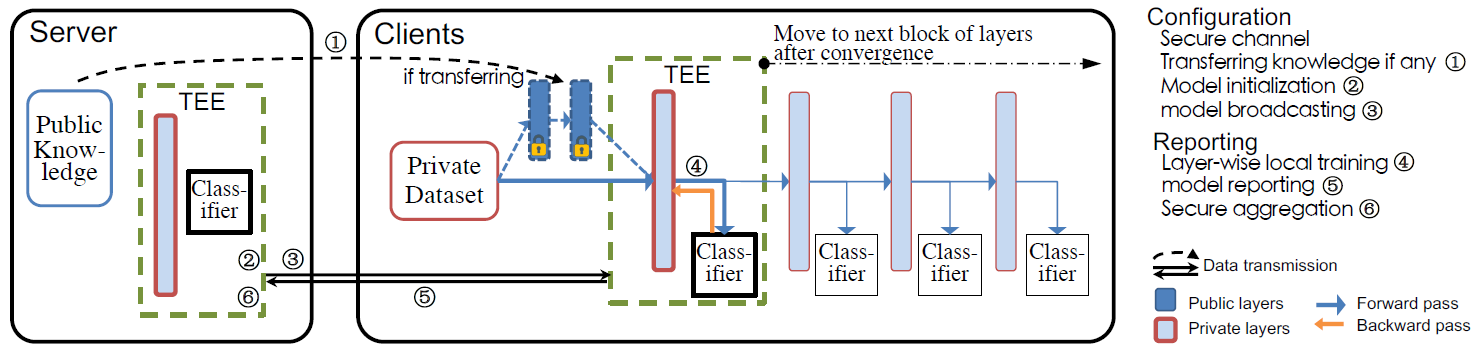 Server
①
TEE
Public
Know-
ledge
Class-
ifier
②
③
⑥
⑤
Clients
if transferring
Private
Dataset
TEE
④
Class-
ifier
Move to next block of layers
after convergence
Class-
ifier
Class-
ifier
Class-
ifier
Configuration
Secure channel
Transferring knowledge if any ①
Model initialization ②
model broadcasting ③
Reporting
Layer-wise local training ④
model reporting ⑤
Secure aggregation ⑥
Data transmission
Public layers
Forward pass
Private layers
Backward pass